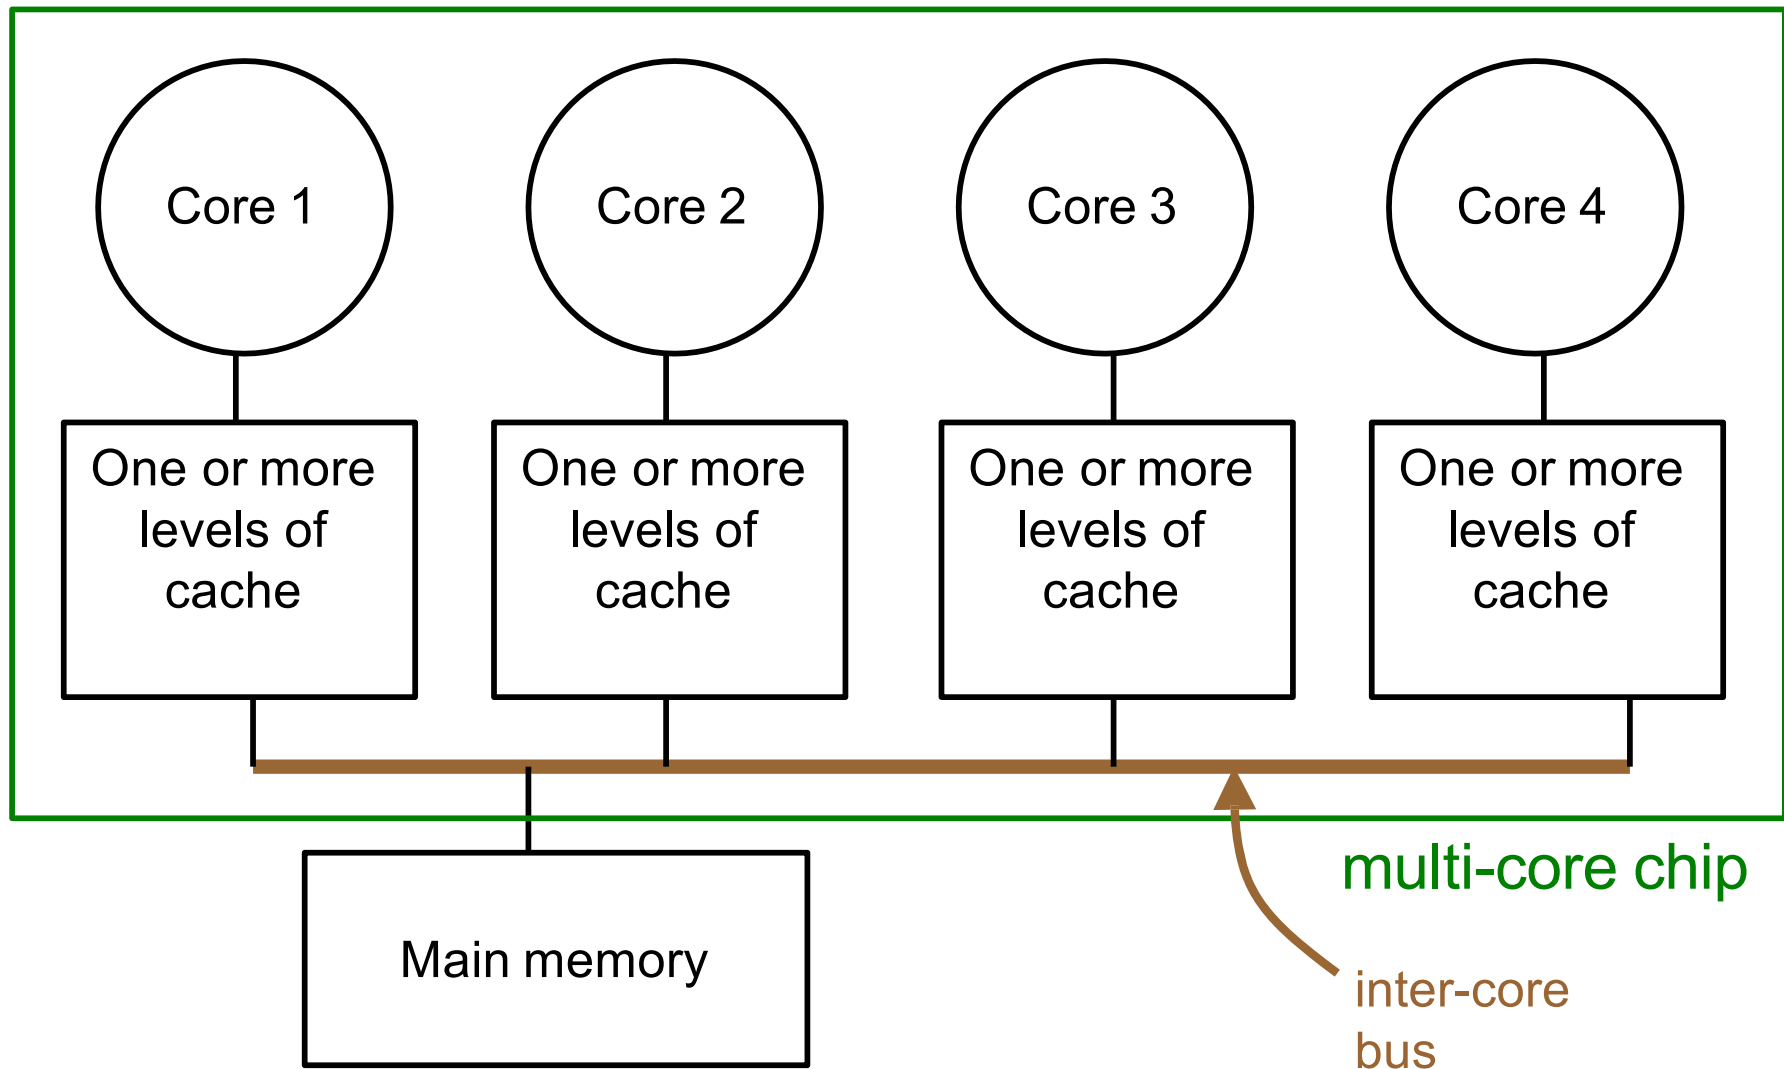 Core 1
Core 2
Core 3
Core 4
One or more
levels of
cache
One or more
levels of
cache
One or more
levels of
cache
One or more
levels of
cache
multi-core chip
Main memory
inter-core
bus